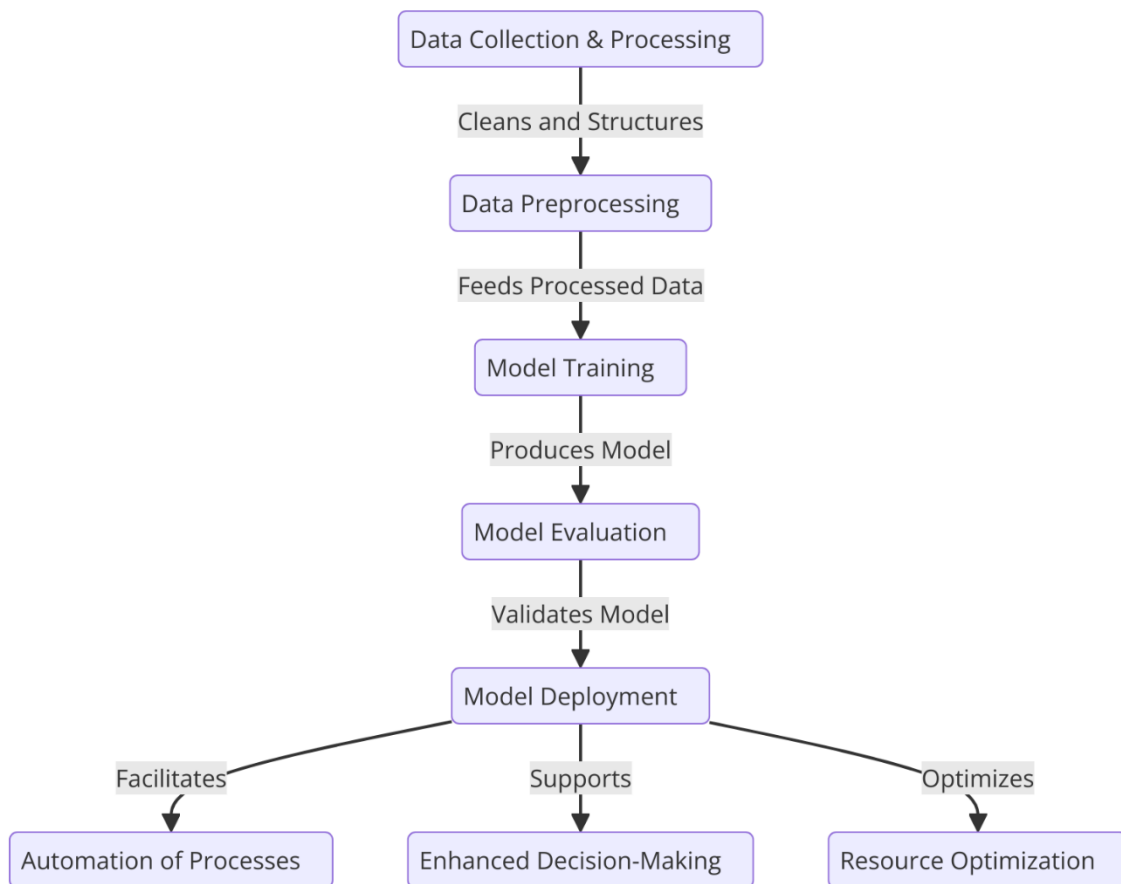 Data Collection & Processing
Cleans and Structures
Data Preprocessing
Feeds Processed Data
Model Training
Produces Model
Model Evaluation
Validates Model
Model Deployment
Facilitates
Supports
Optimizes
Automation of Processes
Enhanced Decision-Making
Resource Optimization